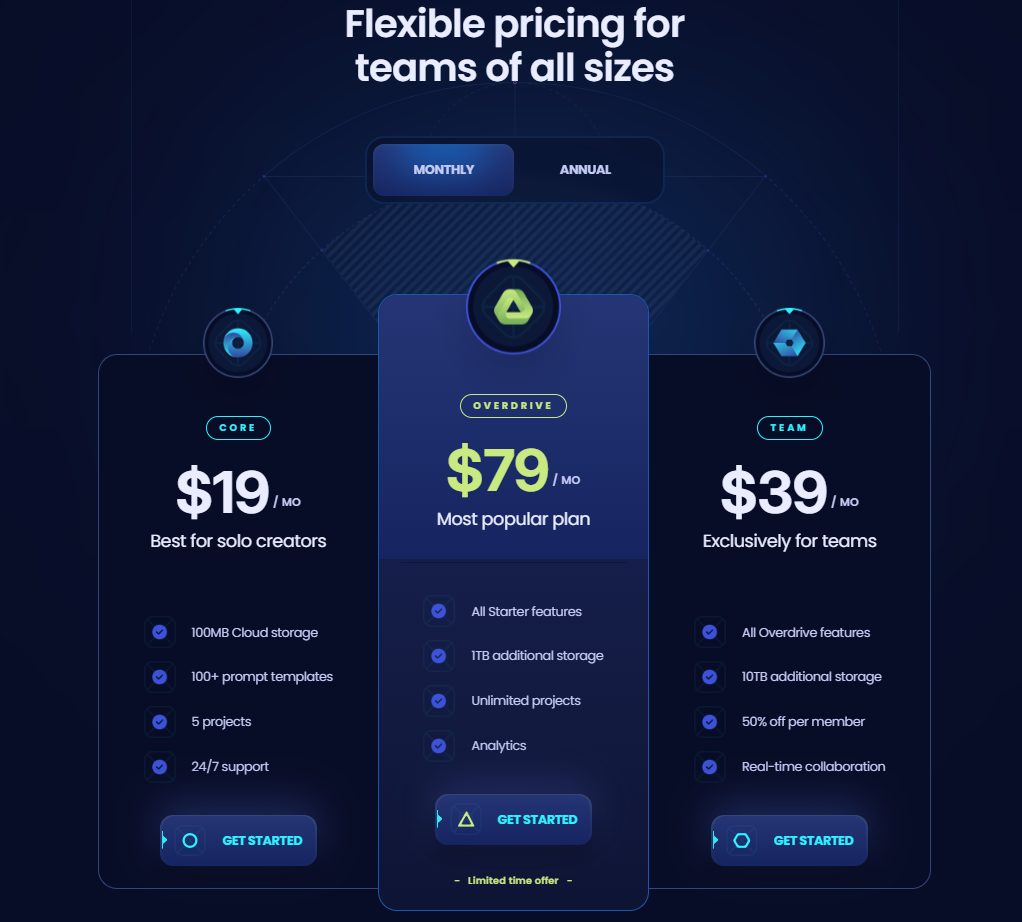 Flexible pricing for
teams of all sizes
MONTHLY
ANNUAL
CORE
$19 / MO
Best for solo creators
100MB Cloud storage
100+ prompt templates
5 projects
24/7 support
GET STARTED
OVERDRIVE
$79 / MO
Most popular plan
All Starter features
1TB additional storage
Unlimited projects
Analytics
GET STARTED
- Limited time offer -
TEAM
$39 / MO
Exclusively for teams
All Overdrive features
10TB additional storage
50% off per member
Real-time collaboration
GET STARTED